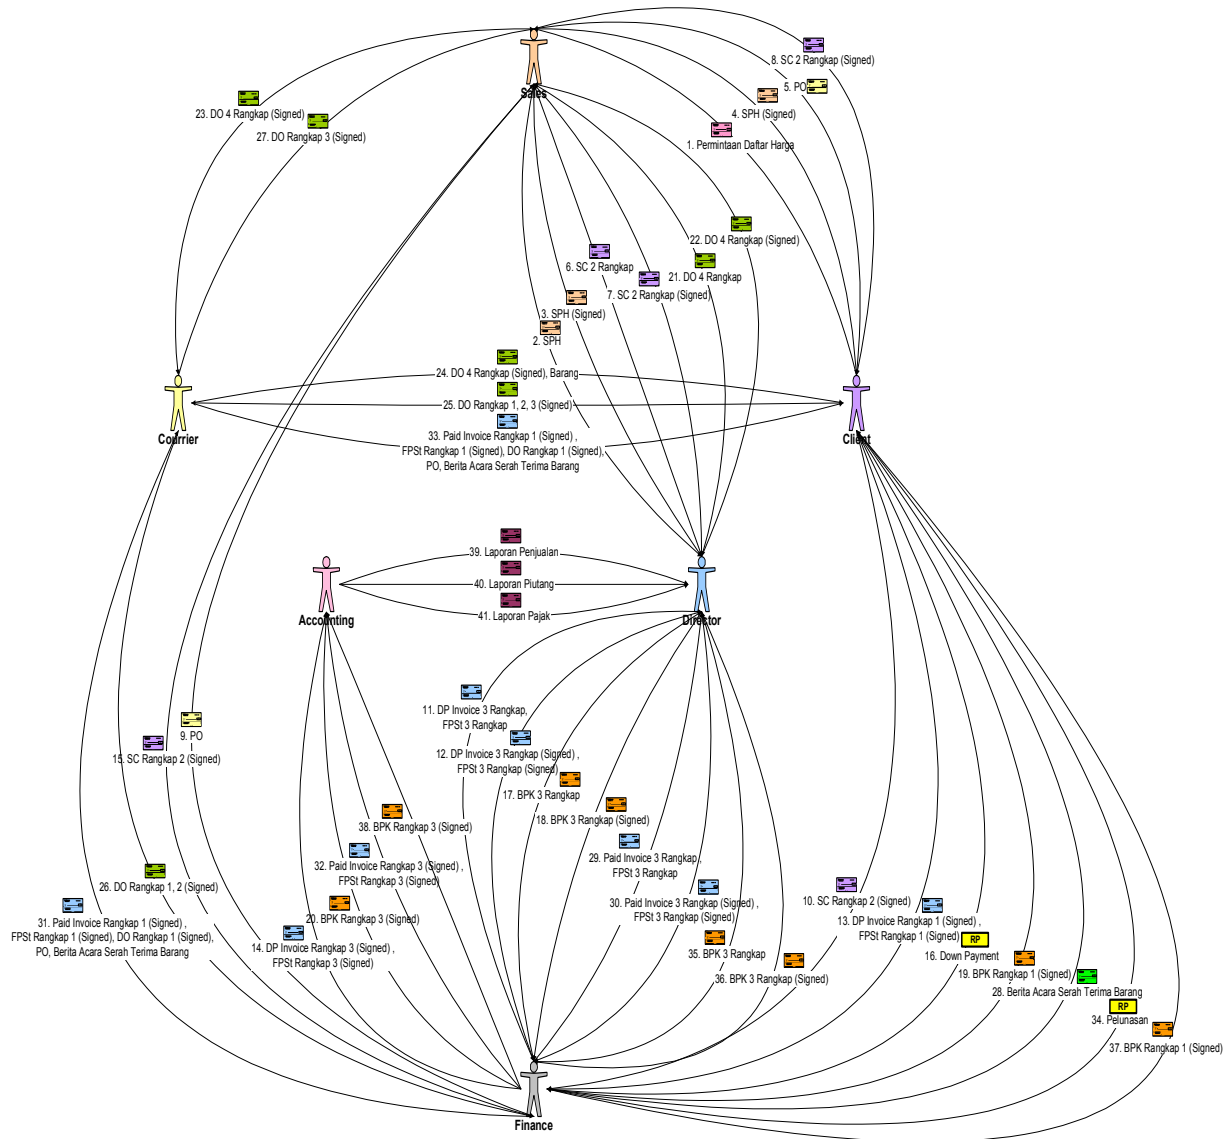 8. SC 2 Rangkap (Signed)
5. PO
Sales
4. SPH (Signed)
23. DO 4 Rangkap (Signed)
27. DO Rangkap 3 (Signed)
1. Permintaan Daftar Harga
22. DO 4 Rangkap (Signed)
6. SC 2 Rangkap
21. DO 4 Rangkap
7. SC 2 Rangkap (Signed)
3. SPH (Signed)
2. SPH
24. DO 4 Rangkap (Signed), Barang
25. DO Rangkap 1, 2, 3 (Signed)
Courrier
Client
33. Paid Invoice Rangkap 1 (Signed) ,
FPSt Rangkap 1 (Signed), DO Rangkap 1 (Signed),
PO, Berita Acara Serah Terima Barang
39. Laporan Penjualan
40. Laporan Piutang
41. Laporan Pajak
Accounting
Director
11. DP Invoice 3 Rangkap,
FPSt 3 Rangkap
9. PO
15. SC Rangkap 2 (Signed)
12. DP Invoice 3 Rangkap (Signed) ,
FPSt 3 Rangkap (Signed)
17. BPK 3 Rangkap
18. BPK 3 Rangkap (Signed)
38. BPK Rangkap 3 (Signed)
32. Paid Invoice Rangkap 3 (Signed) ,
FPSt Rangkap 3 (Signed)
29. Paid Invoice 3 Rangkap,
FPSt 3 Rangkap
26. DO Rangkap 1, 2 (Signed)
30. Paid Invoice 3 Rangkap (Signed) ,
FPSt 3 Rangkap (Signed)
10. SC Rangkap 2 (Signed)
31. Paid Invoice Rangkap 1 (Signed) ,
FPSt Rangkap 1 (Signed), DO Rangkap 1 (Signed),
PO, Berita Acara Serah Terima Barang
20. BPK Rangkap 3 (Signed)
13. DP Invoice Rangkap 1 (Signed) ,
FPSt Rangkap 1 (Signed)
14. DP Invoice Rangkap 3 (Signed) ,
FPSt Rangkap 3 (Signed)
35. BPK 3 Rangkap
RP
16. Down Payment
36. BPK 3 Rangkap (Signed)
19. BPK Rangkap 1 (Signed)
28. Berita Acara Serah Terima Barang
RP
34. Pelunasan
37. BPK Rangkap 1 (Signed)
Finance